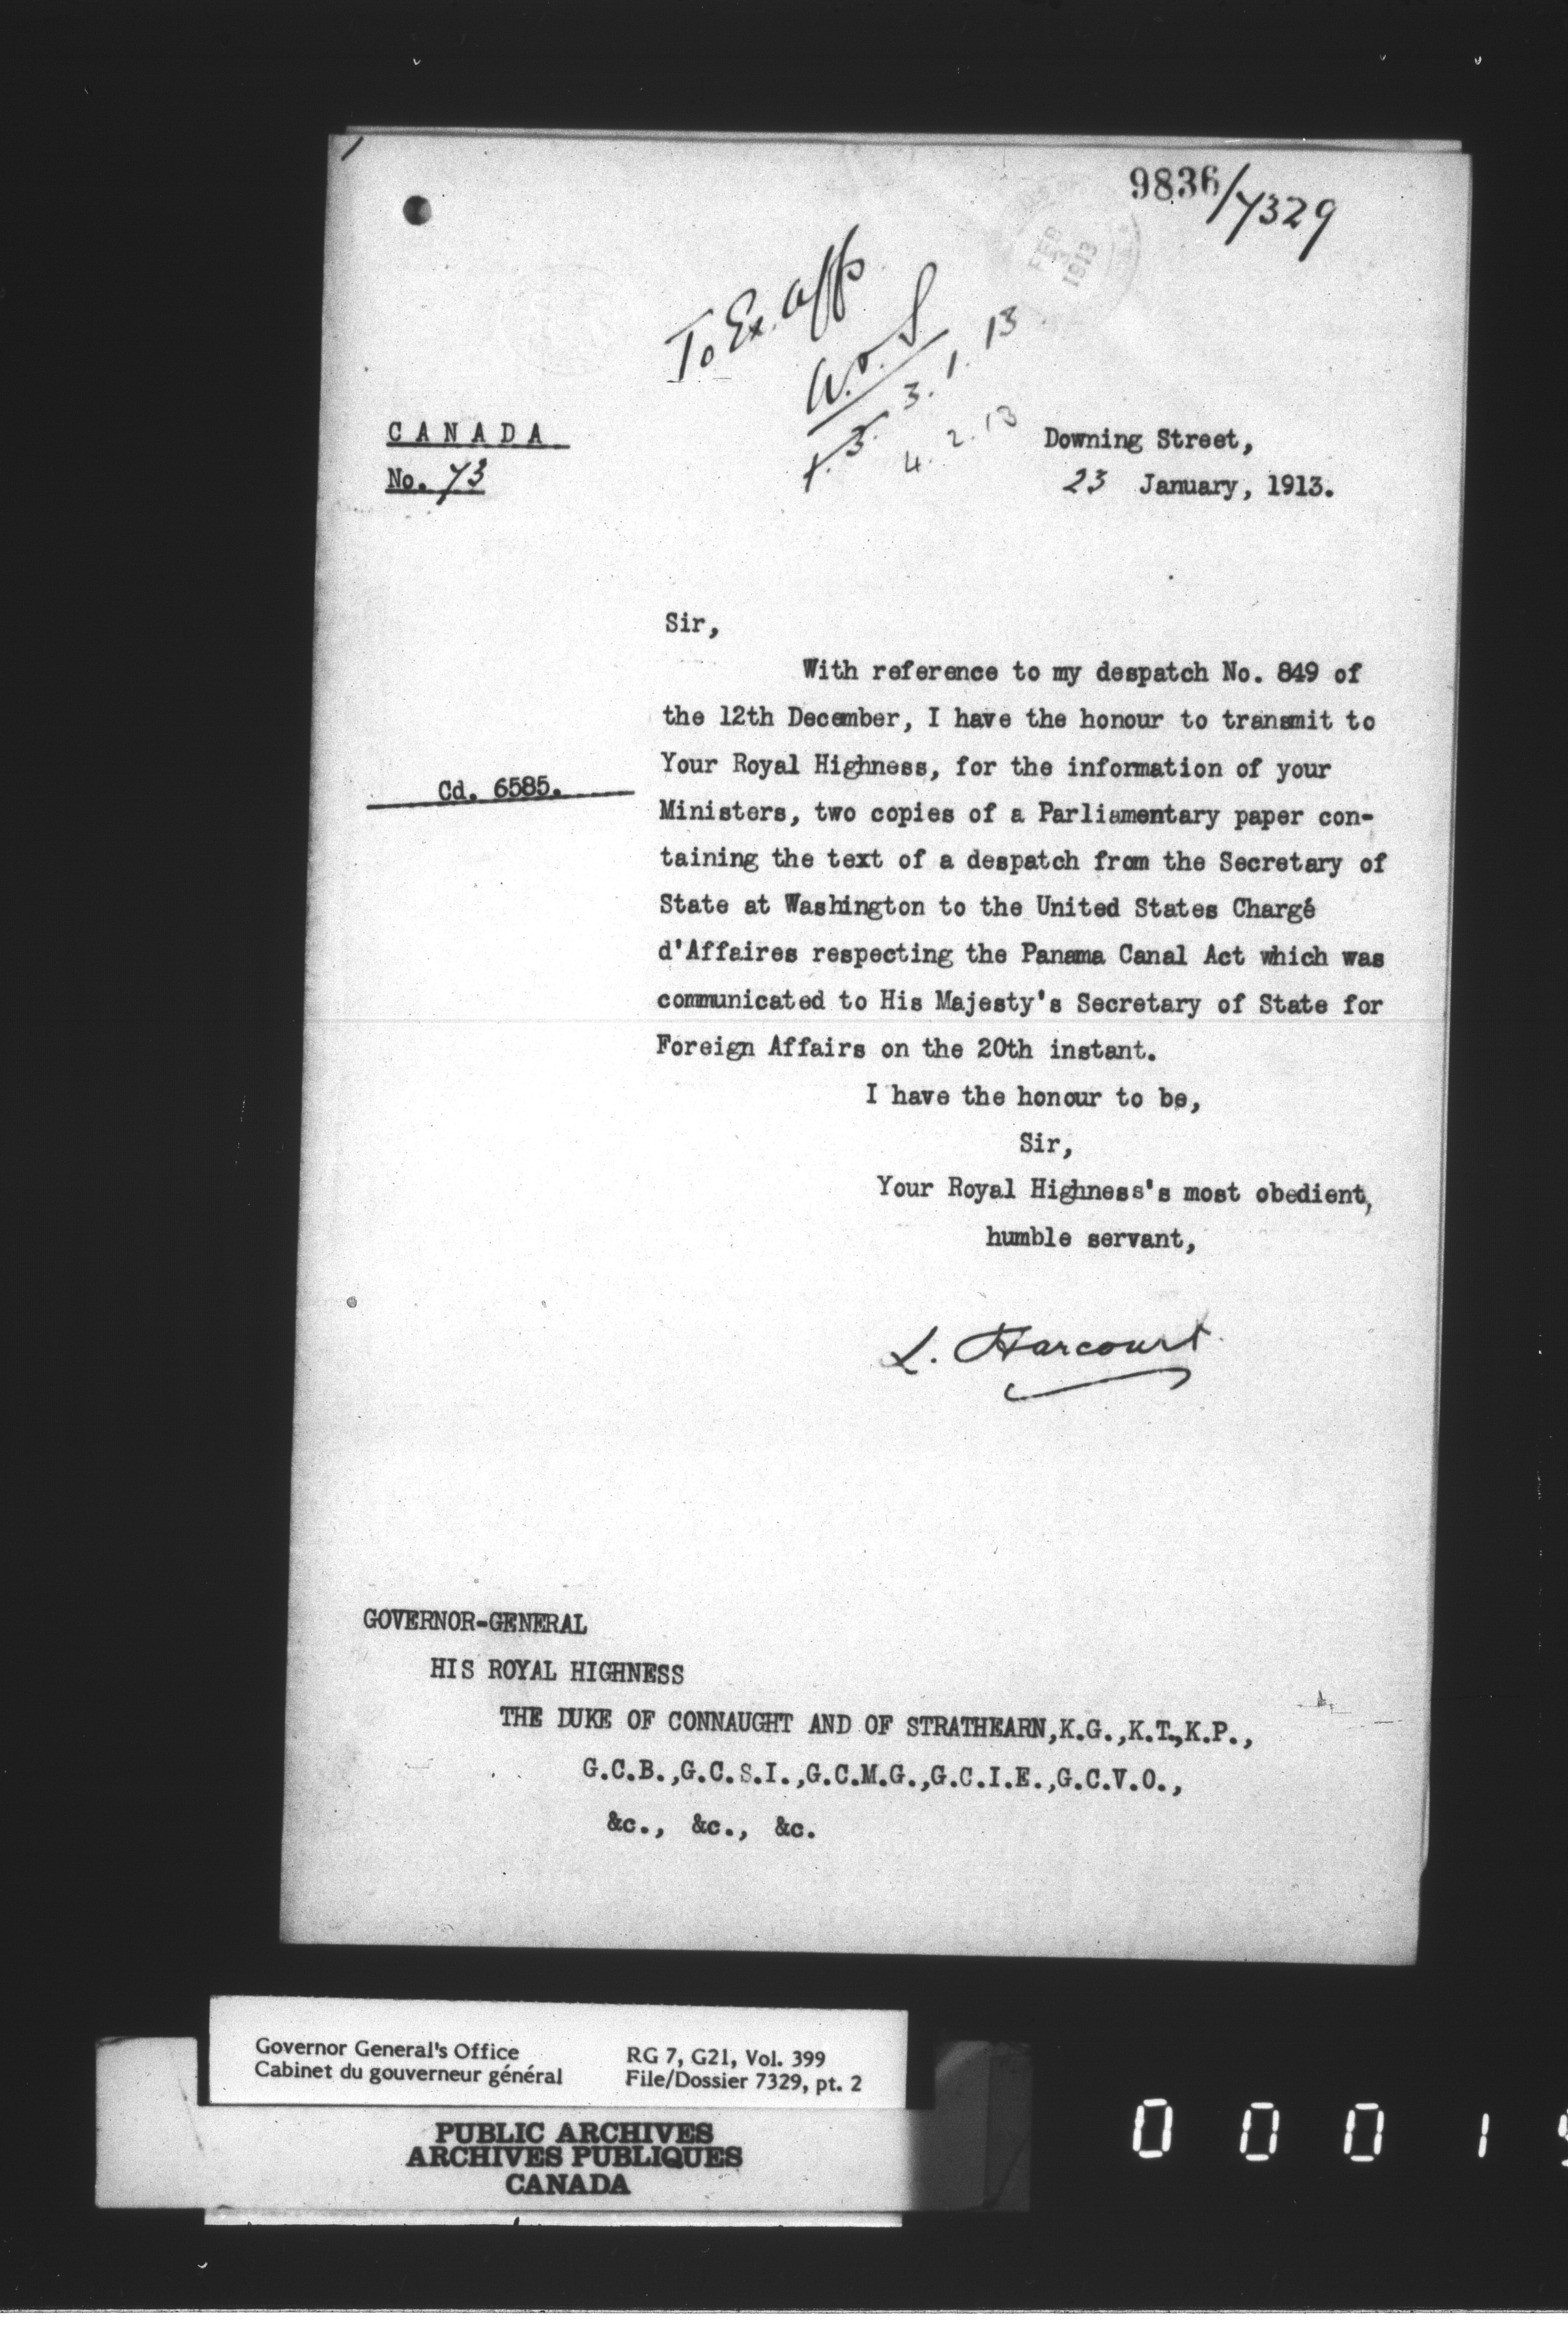 9836/7329
FEB
1913
To Ex. Aff
3. 1. 13
4. 2. 13
CANADA
No. 73
Downing Street,
23 January, 1913.
Sir,
With reference to my despatch No. 849 of
the 12th December, I have the honour to transmit to
Your Royal Highness, for the information of your
Cd. 6585.
Ministers, two copies of a Parliamentary paper con-
taining the text of a despatch from the Secretary of
State at Washington to the United States Chargé
d'Affaires respecting the Panama Canal Act which was
communicated to His Majesty's Secretary of State for
Foreign Affairs on the 20th instant.
I have the honour to be,
Sir,
Your Royal Highness's most obedient,
humble servant,
L. Harcourt
GOVERNOR-GENERAL
HIS ROYAL HIGHNESS
THE DUKE OF CONNAUGHT AND OF STRATHEARN,K.G.,K.T.,K.P.,
G.C.B.,G.C.S.I.,G.C.M.G.,G.C.I.E.,G.C.V.O.,
&c., &c., &c.
Governor General's Office
Cabinet du gouverneur général
RG 7, G21, Vol. 399
File/Dossier 7329, pt. 2
PUBLIC ARCHIVES
ARCHIVES PUBLIQUES
CANADA
0 0 0 1